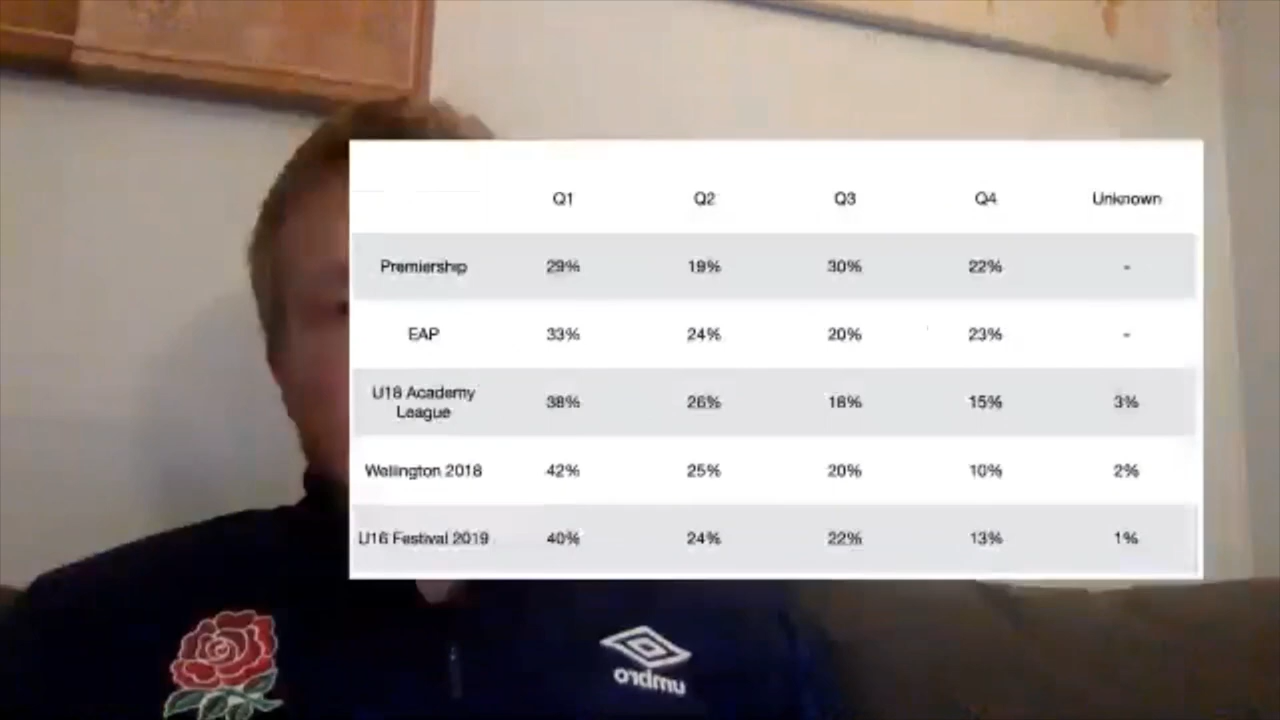 Q1 Q2 Q3 Q4 Unknown
Premiership 29% 19% 30% 22% -
EAP 33% 24% 20% 23% -
U18 Academy
League 38% 26% 18% 15% 3%
Wellington 2018 42% 25% 20% 10% 2%
U16 Festival 2019 40% 24% 22% 13% 1%
umbro